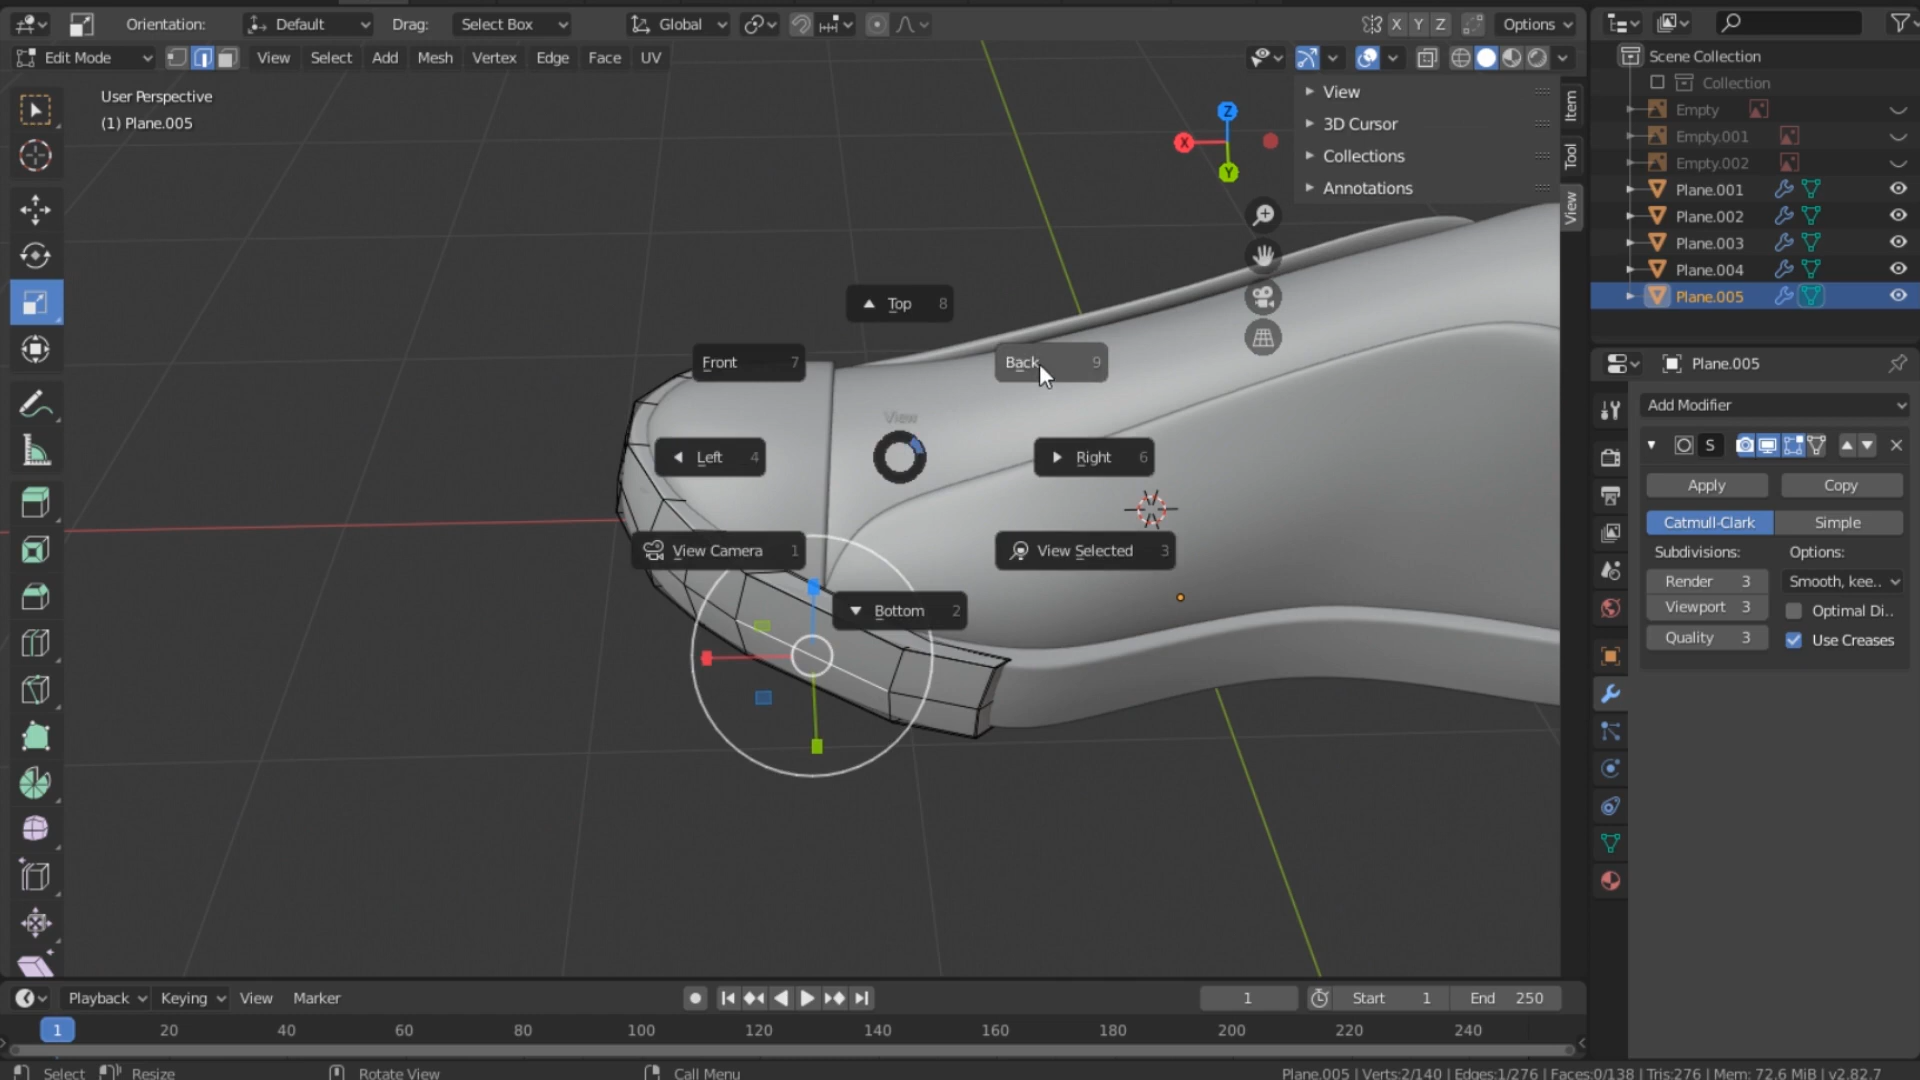 Orientation: Default Drag: Select Box Global X Y Z Options
Edit Mode View Select Add Mesh Vertex Edge Face UV
User Perspective
(1) Plane.005
Z
X
Y
View
3D Cursor
Collections
Annotations
Item
Tool
View
Top 8
Front 7
Back 9
View
Left 4
Right 6
View Camera 1
View Selected 3
Bottom 2
Scene Collection
Collection
Empty
Empty.001
Empty.002
Plane.001
Plane.002
Plane.003
Plane.004
Plane.005
Plane.005
Add Modifier
S
Apply Copy
Catmull-Clark Simple
Subdivisions: Options:
Render 3 Smooth, kee..
Viewport 3 Optimal Di..
Quality 3 Use Creases
Playback Keying View Marker 1 Start 1 End 250
1 20 40 60 80 100 120 140 160 180 200 220 240
Select Resize Rotate View Call Menu Plane.005 | Verts:2/140 | Edges:1/276 | Faces:0/138 | Tris:276 | Mem: 72.6 MiB | v2.82.7